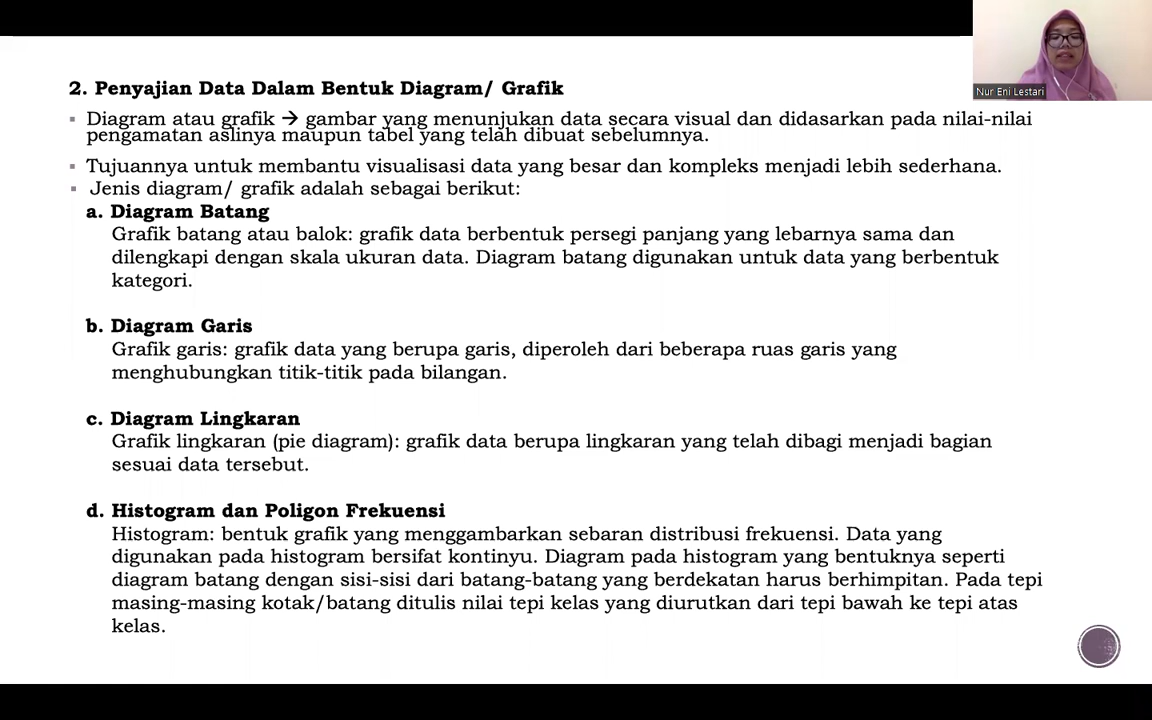 2. Penyajian Data Dalam Bentuk Diagram/ Grafik
Nur Eni Lestari
▪ Diagram atau grafik → gambar yang menunjukan data secara visual dan didasarkan pada nilai-nilai
pengamatan aslinya maupun tabel yang telah dibuat sebelumnya.
▪ Tujuannya untuk membantu visualisasi data yang besar dan kompleks menjadi lebih sederhana.
▪ Jenis diagram/ grafik adalah sebagai berikut:
a. Diagram Batang
Grafik batang atau balok: grafik data berbentuk persegi panjang yang lebarnya sama dan
dilengkapi dengan skala ukuran data. Diagram batang digunakan untuk data yang berbentuk
kategori.
b. Diagram Garis
Grafik garis: grafik data yang berupa garis, diperoleh dari beberapa ruas garis yang
menghubungkan titik-titik pada bilangan.
c. Diagram Lingkaran
Grafik lingkaran (pie diagram): grafik data berupa lingkaran yang telah dibagi menjadi bagian
sesuai data tersebut.
d. Histogram dan Poligon Frekuensi
Histogram: bentuk grafik yang menggambarkan sebaran distribusi frekuensi. Data yang
digunakan pada histogram bersifat kontinyu. Diagram pada histogram yang bentuknya seperti
diagram batang dengan sisi-sisi dari batang-batang yang berdekatan harus berhimpitan. Pada tepi
masing-masing kotak/batang ditulis nilai tepi kelas yang diurutkan dari tepi bawah ke tepi atas
kelas.